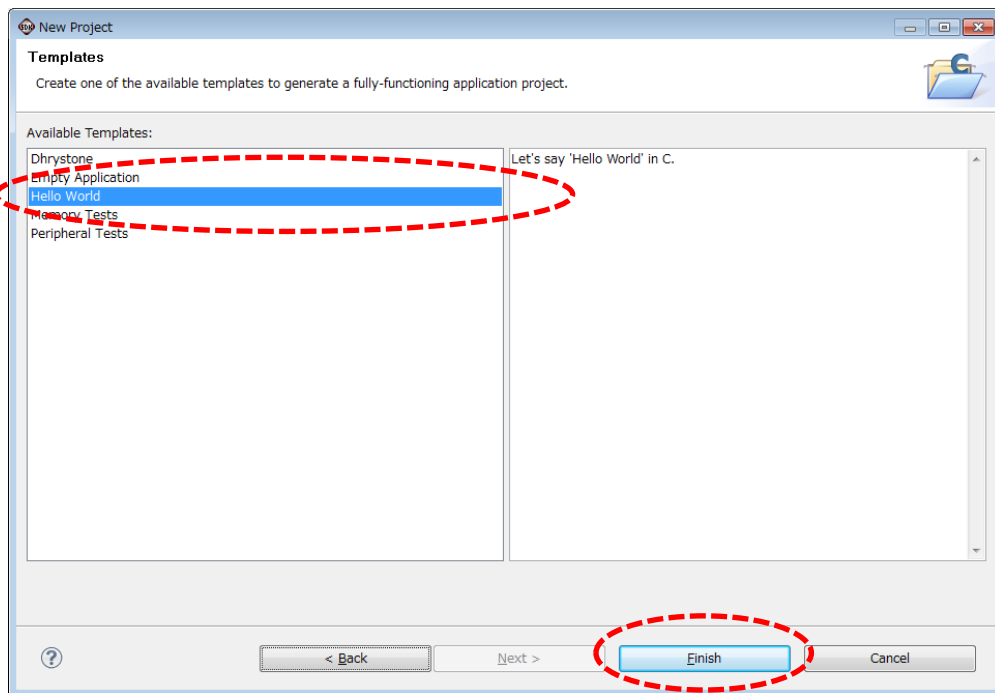 SDK New Project
Templates
Create one of the available templates to generate a fully-functioning application project.
C
Available Templates:
Dhrystone
Empty Application
Hello World
Memory Tests
Peripheral Tests
Let's say 'Hello World' in C.
?
< Back
Next >
Finish
Cancel